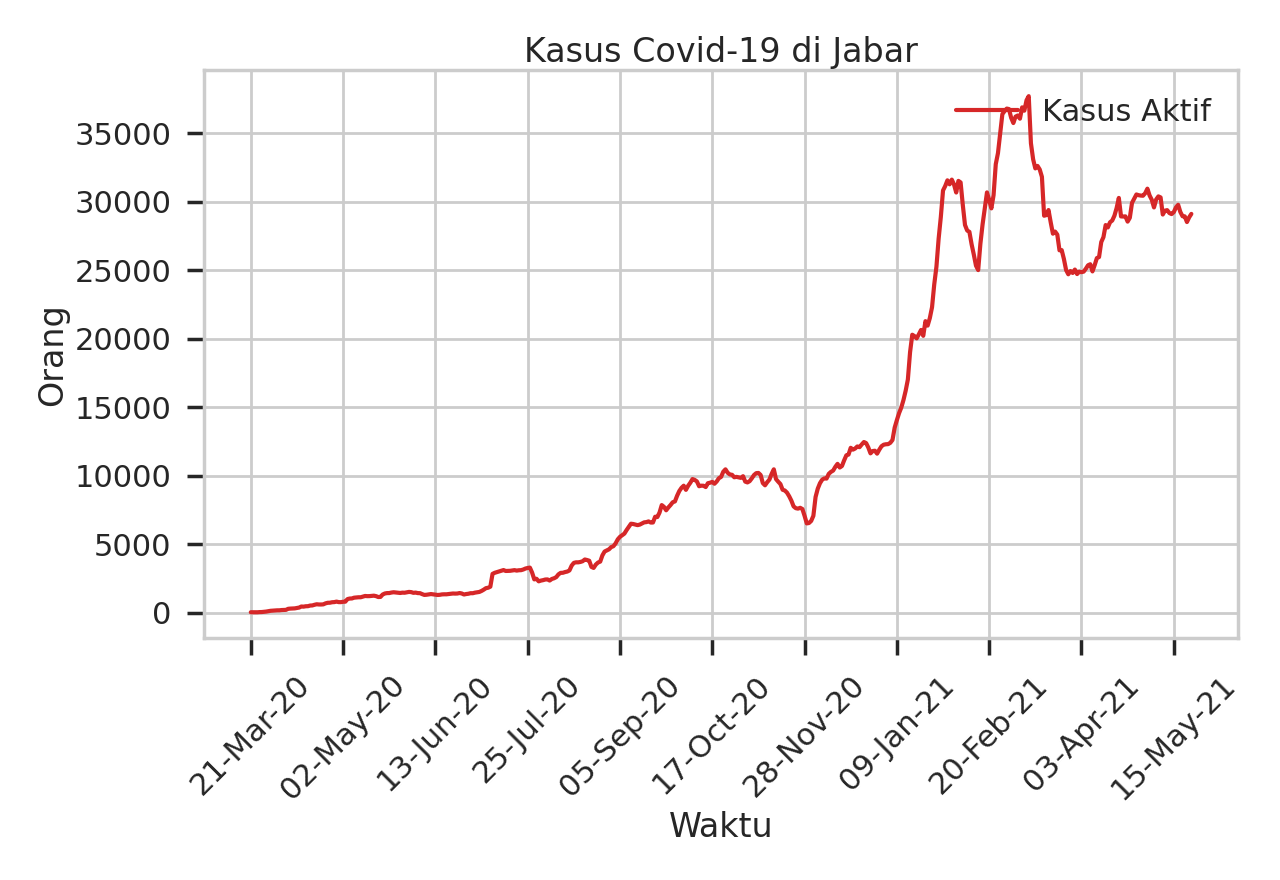 Kasus Covid-19 di Jabar
Kasus Aktif
Orang
35000
30000
25000
20000
15000
10000
5000
0
21-Mar-20
02-May-20
13-Jun-20
25-Jul-20
05-Sep-20
17-Oct-20
28-Nov-20
09-Jan-21
20-Feb-21
03-Apr-21
15-May-21
Waktu